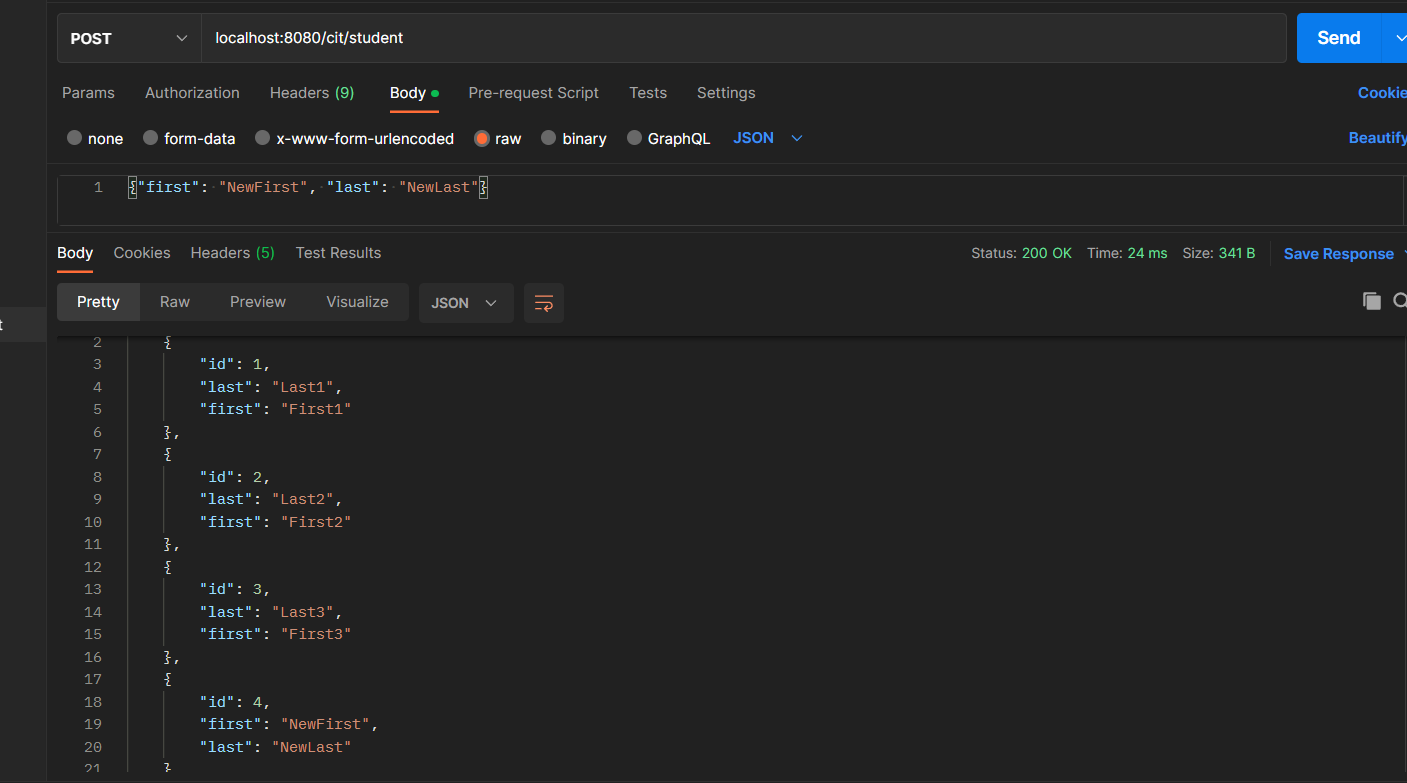 POST localhost:8080/cit/student Send
Params Authorization Headers (9) Body Pre-request Script Tests Settings Cookie
none form-data x-www-form-urlencoded raw binary GraphQL JSON Beautify
1 {"first": "NewFirst", "last": "NewLast"}
Body Cookies Headers (5) Test Results Status: 200 OK Time: 24 ms Size: 341 B Save Response
Pretty Raw Preview Visualize JSON
t
2 {
3 "id": 1,
4 "last": "Last1",
5 "first": "First1"
6 },
7 {
8 "id": 2,
9 "last": "Last2",
10 "first": "First2"
11 },
12 {
13 "id": 3,
14 "last": "Last3",
15 "first": "First3"
16 },
17 {
18 "id": 4,
19 "first": "NewFirst",
20 "last": "NewLast"
21 }